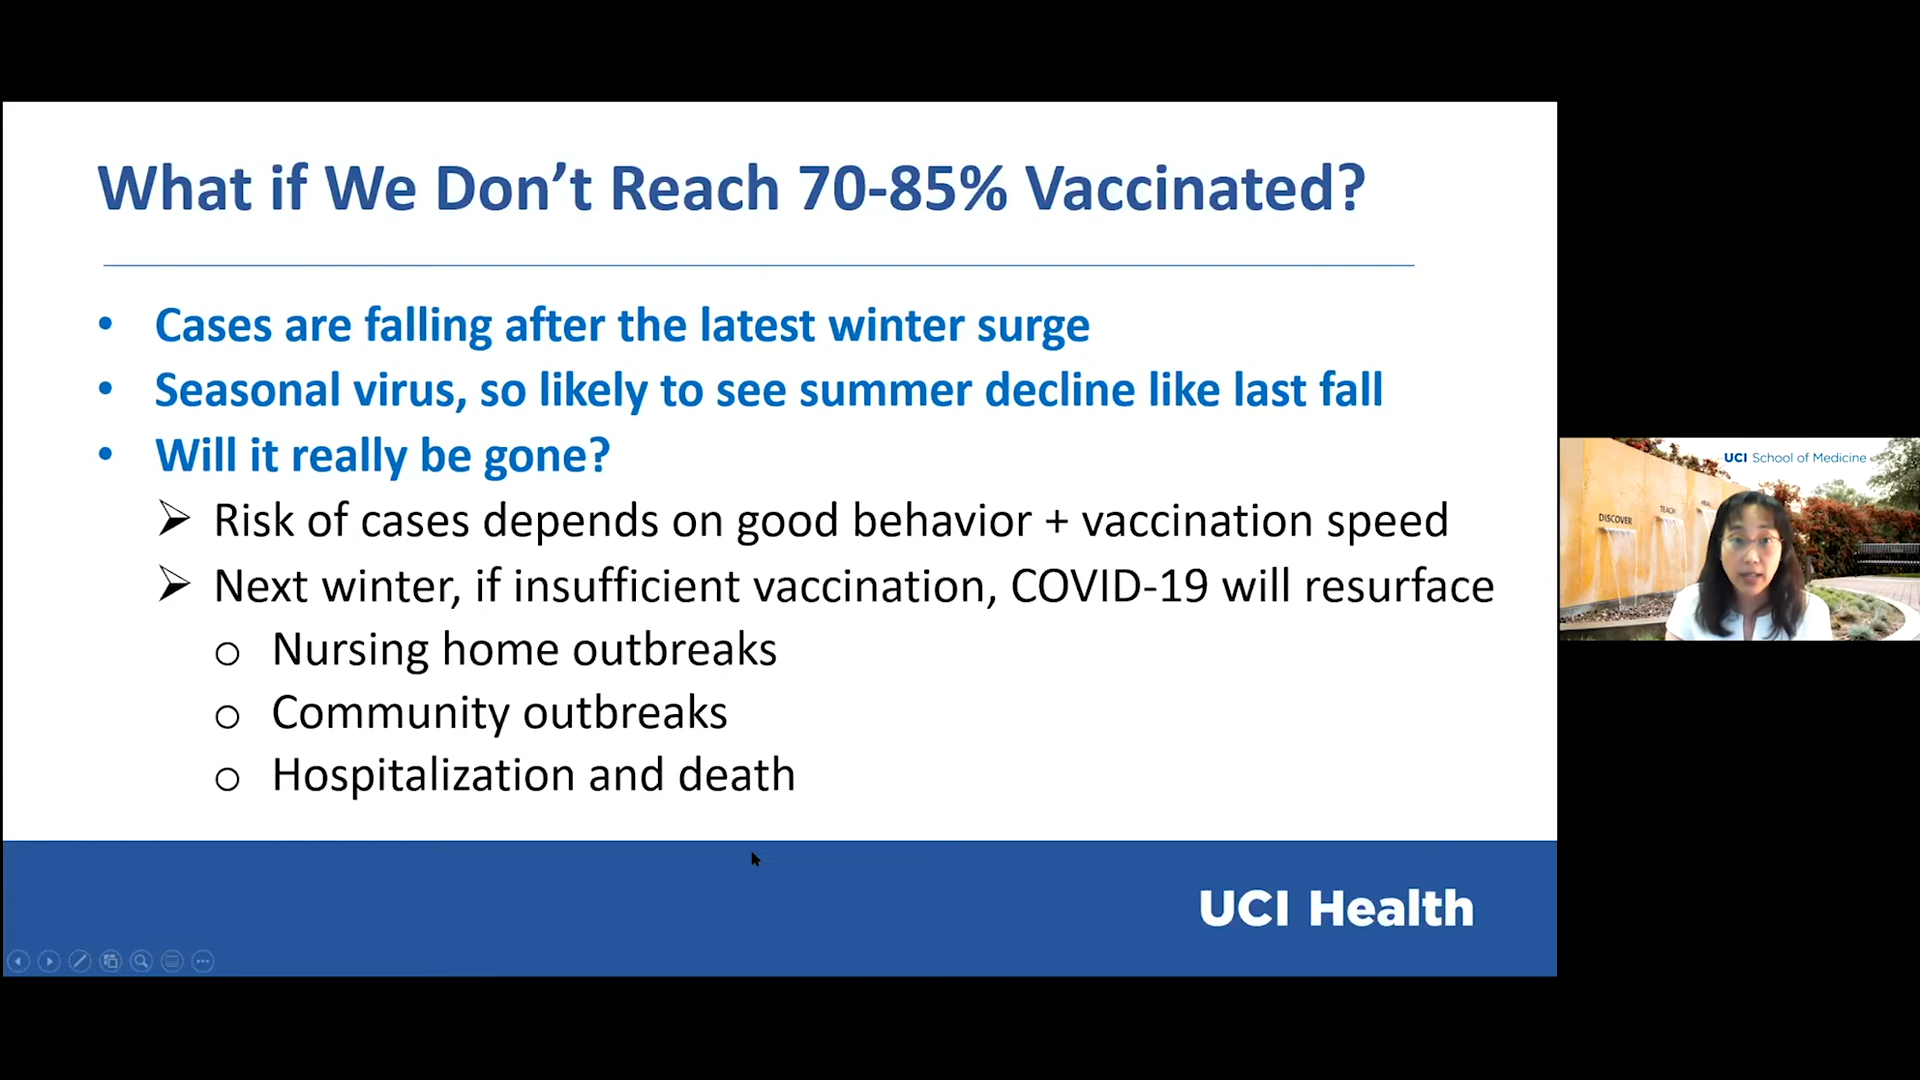 What if We Don’t Reach 70-85% Vaccinated?
• Cases are falling after the latest winter surge
• Seasonal virus, so likely to see summer decline like last fall
• Will it really be gone?
➢ Risk of cases depends on good behavior + vaccination speed
➢ Next winter, if insufficient vaccination, COVID-19 will resurface
o Nursing home outbreaks
o Community outbreaks
o Hospitalization and death
UCI Health
UCI School of Medicine
DISCOVER
TEACH